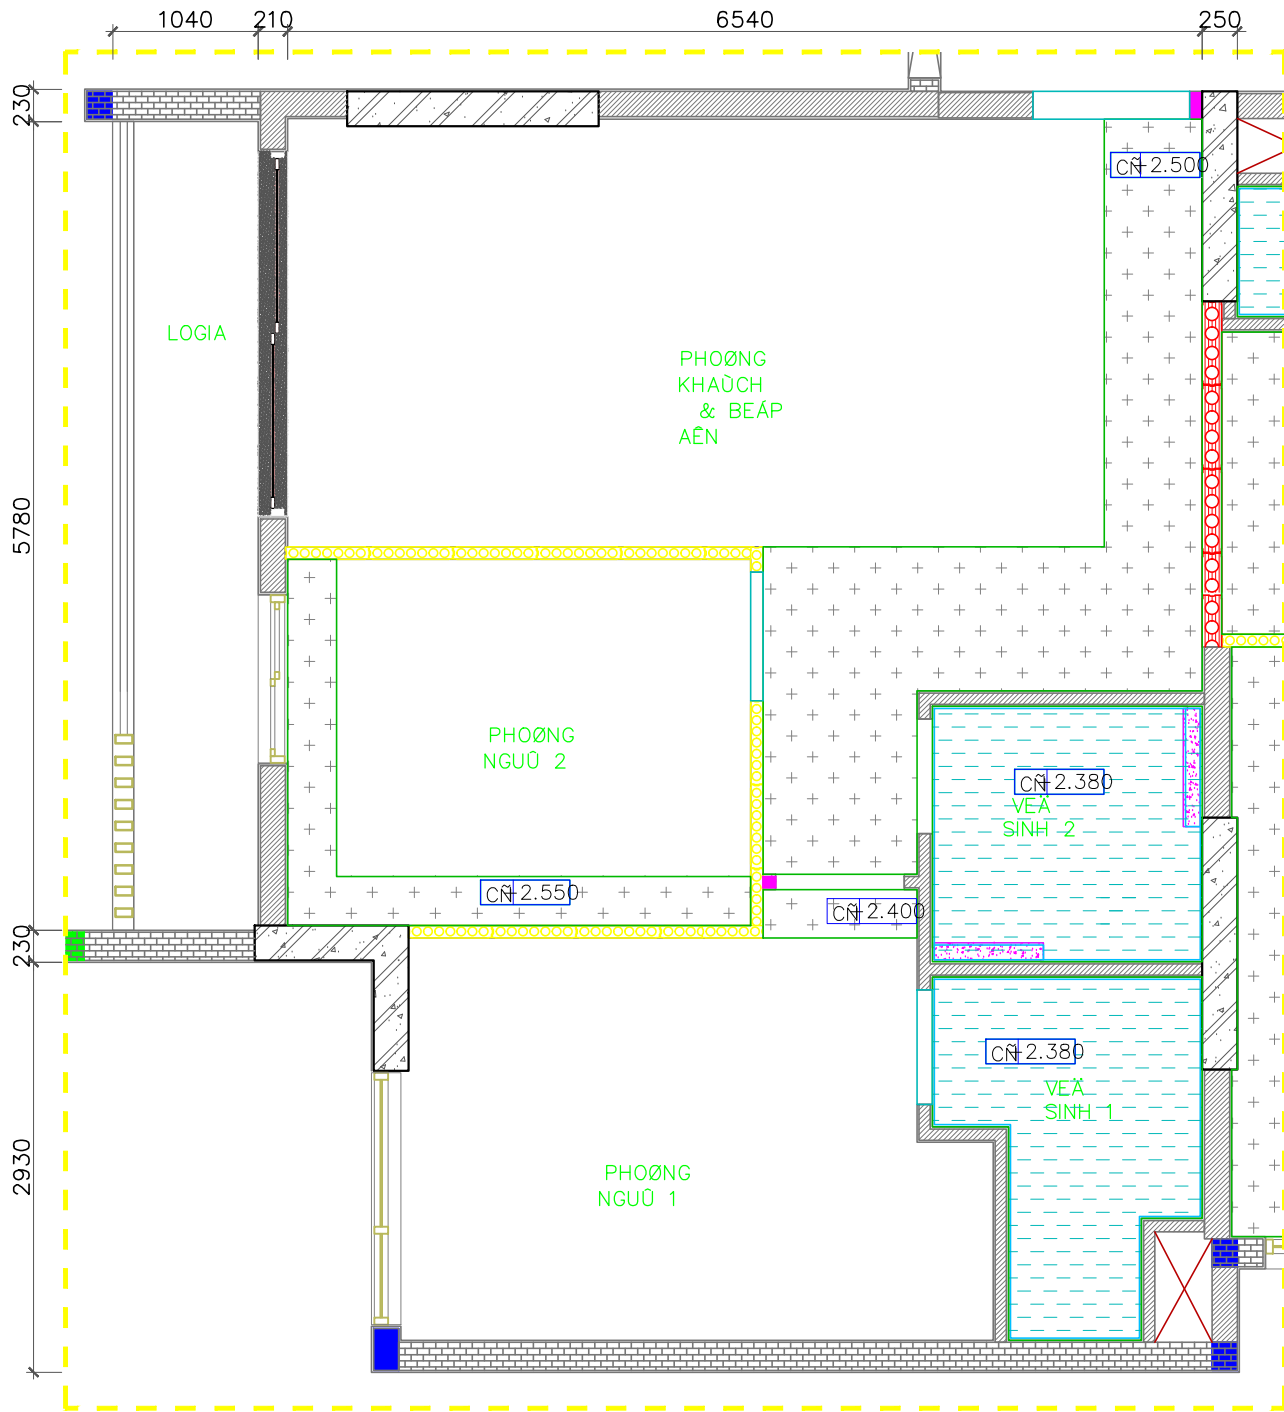 1040 210 6540 250
230
CÑ +2.500
LOGIA
PHOØNG
KHAÙCH
& BEÁP
AÊN
5780
PHOØNG
NGUÛ 2
CÑ +2.380
VEÄ
SINH 2
CÑ +2.550
CÑ +2.400
230
CÑ +2.380
VEÄ
SINH 1
2930
PHOØNG
NGUÛ 1